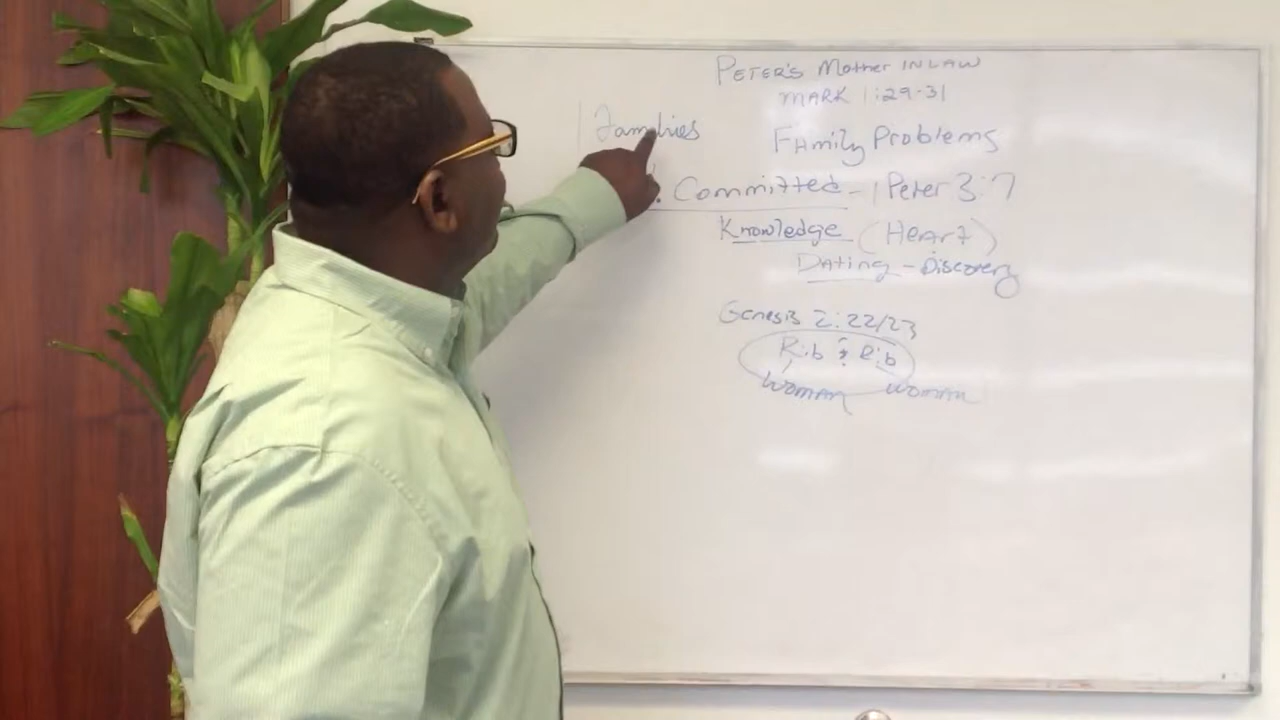 PETER'S Mother IN LAW
MARK 1:29-31
1 Families
FAmily Problems
. Committed - 1 Peter 3:7
Knowledge (HeArt)
DAting - Discovery
Genesis 2:22/23
Rib & Rib
womAn womAn